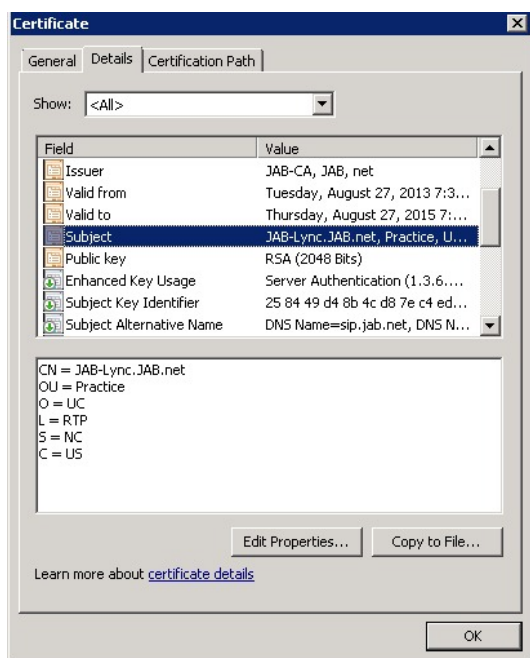 Certificate
General Details Certification Path
Show: <All>
Field Value
Issuer JAB-CA, JAB, net
Valid from Tuesday, August 27, 2013 7:3...
Valid to Thursday, August 27, 2015 7:...
Subject JAB-Lync.JAB.net, Practice, U...
Public key RSA (2048 Bits)
Enhanced Key Usage Server Authentication (1.3.6....
Subject Key Identifier 25 84 49 d4 8b 4c d8 7e c4 ed...
Subject Alternative Name DNS Name=sip.jab.net, DNS N...
CN = JAB-Lync.JAB.net
OU = Practice
O = UC
L = RTP
S = NC
C = US
Edit Properties... Copy to File...
Learn more about certificate details
OK